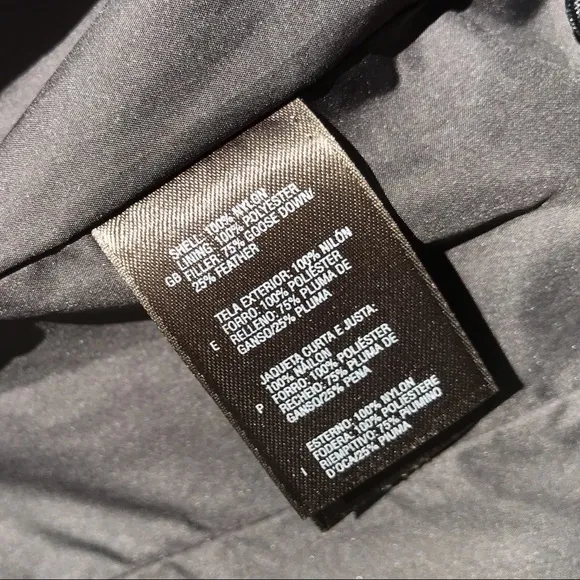 SHELL: 100% NYLON
LINING: 100% POLYESTER
GB FILLER: 75% GOOSE DOWN/
25% FEATHER
TELA EXTERIOR: 100% NILÓN
FORRO: 100% POLIÉSTER
E RELLENO: 75% PLUMA DE
GANSO/25% PLUMA
JAQUETA CURTA E JUSTA:
100% NAILON
FORRO: 100% POLIÉSTER
P RECHEIO: 75% PLUMA DE
GANSO/25% PENA
ESTERNO: 100% NYLON
FODERA: 100% POLIESTERE
RIEMPITIVO: 75% PIUMINO
I D'OCA/25% PIUMA